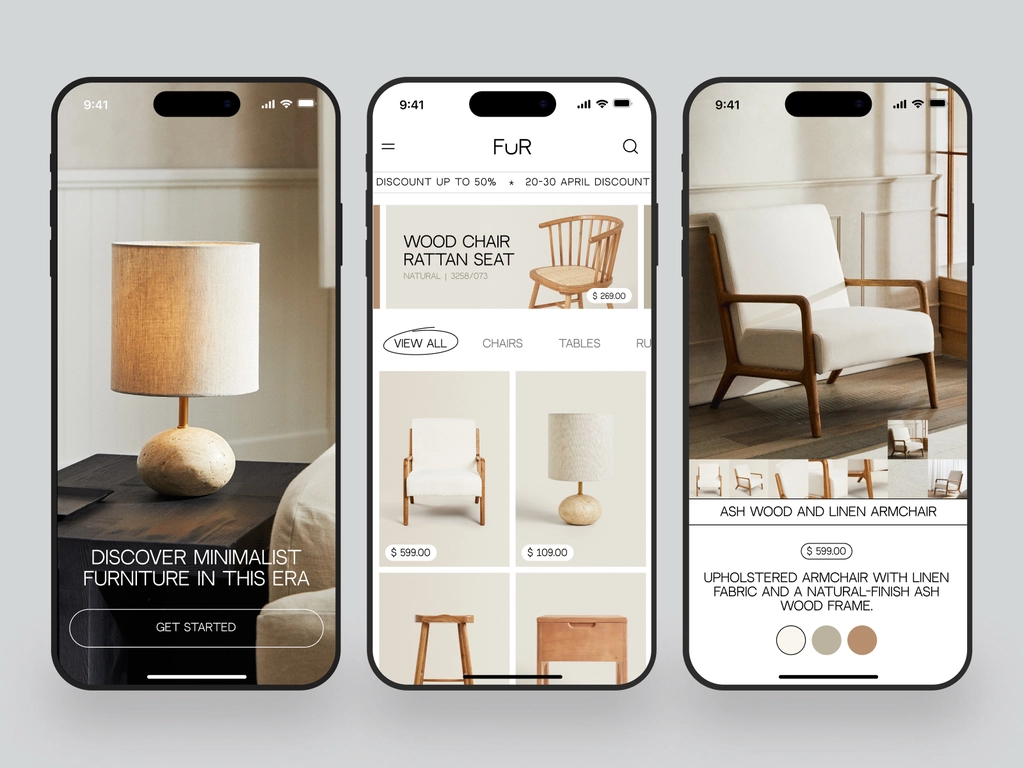 9:41
DISCOVER MINIMALIST
FURNITURE IN THIS ERA
GET STARTED
9:41
FUR
DISCOUNT UP TO 50% * 20-30 APRIL DISCOUNT
WOOD CHAIR
RATTAN SEAT
NATURAL | 3258/073
$ 269.00
VIEW ALL CHAIRS TABLES RU
$ 599.00 $ 109.00
9:41
ASH WOOD AND LINEN ARMCHAIR
$ 599.00
UPHOLSTERED ARMCHAIR WITH LINEN
FABRIC AND A NATURAL-FINISH ASH
WOOD FRAME.